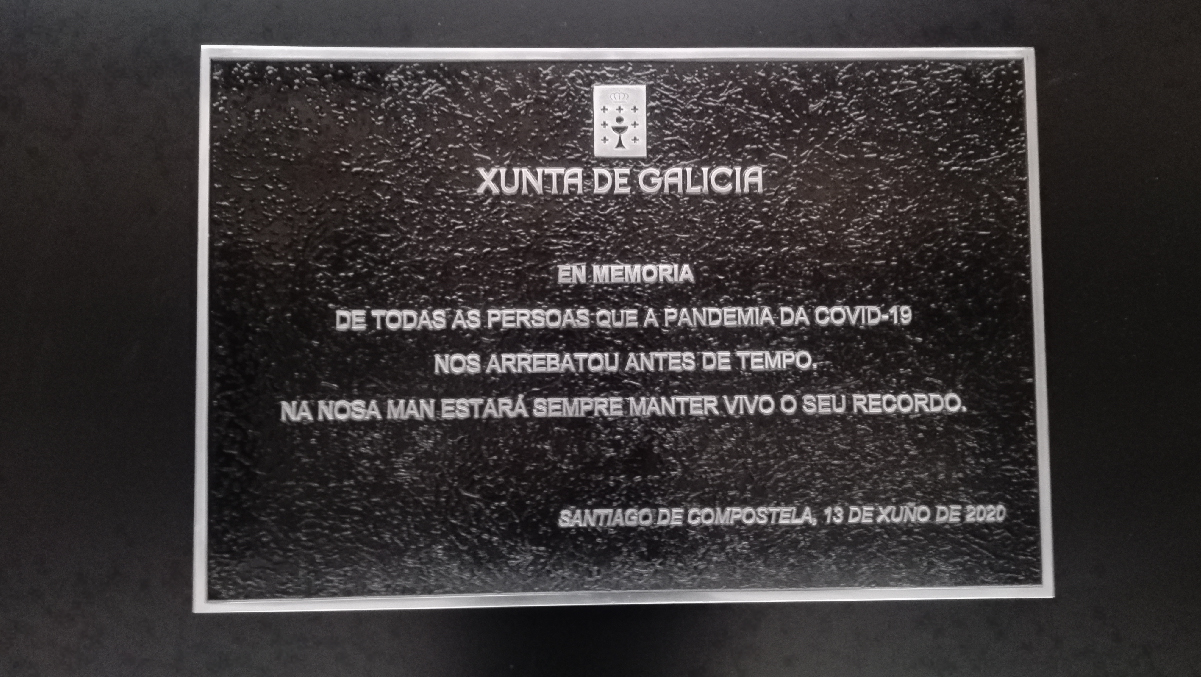 XUNTA DE GALICIA
EN MEMORIA
DE TODAS AS PERSOAS QUE A PANDEMIA DA COVID-19
NOS ARREBATOU ANTES DE TEMPO.
NA NOSA MAN ESTARÁ SEMPRE MANTER VIVO O SEU RECORDO.
SANTIAGO DE COMPOSTELA, 13 DE XUÑO DE 2020